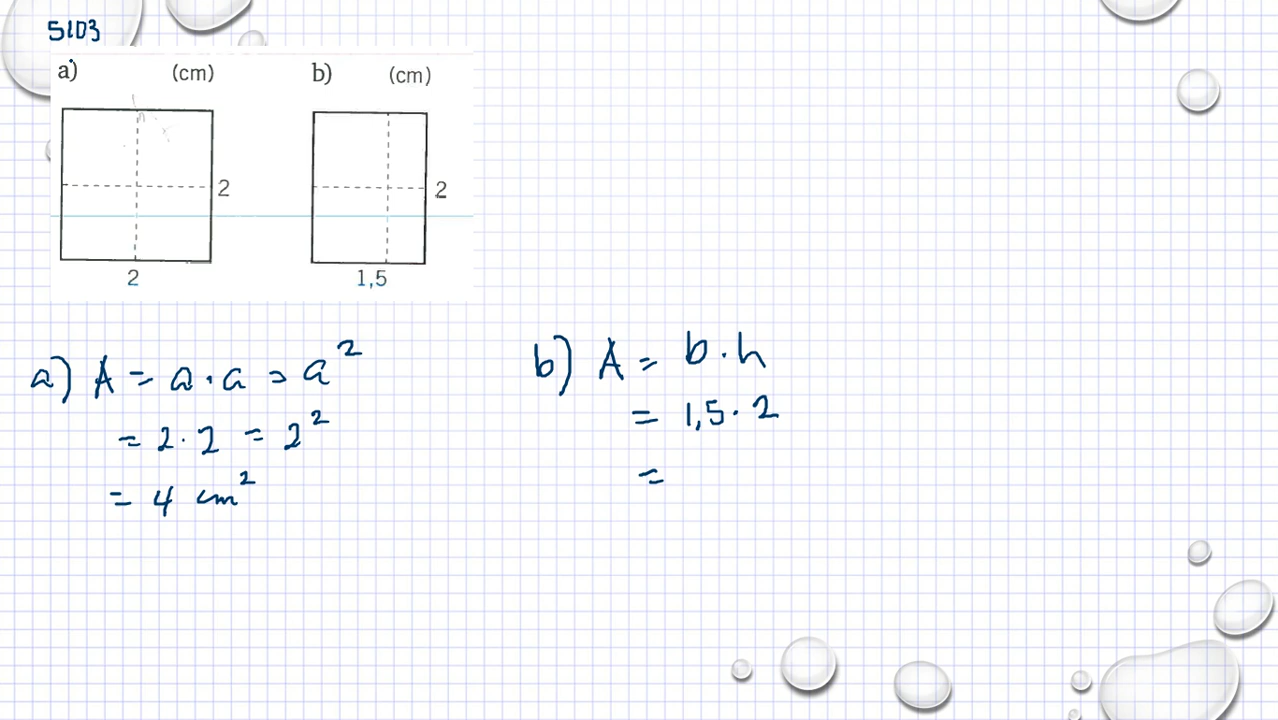 5103
a) (cm) b) (cm)
2 2
2 1,5
a) A = a · a = a²
= 2 · 2 = 2²
= 4 cm²
b) A = b · h
= 1,5 · 2
=